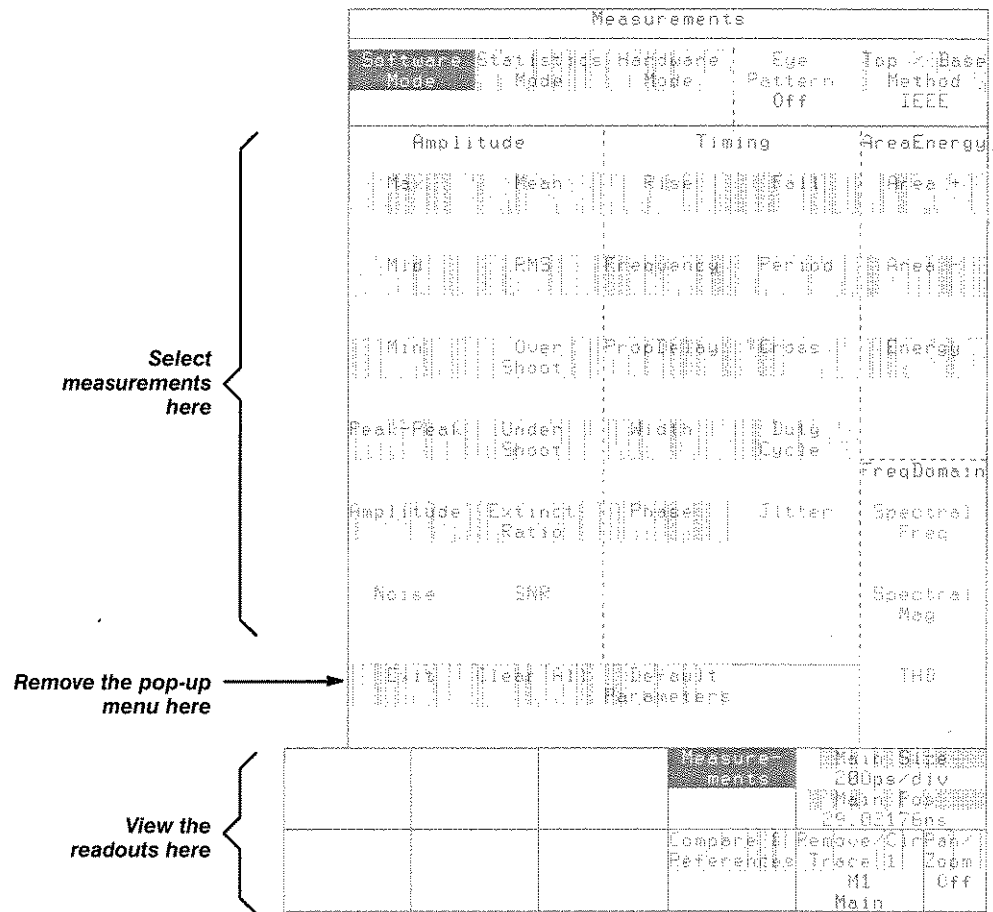 Measurements
Software Mode
Statistics Mode
Hardware Mode
Eye Pattern Off
Top / Base Method IEEE
Amplitude
Timing
AreaEnergy
Max
Mean
Rise
Fall
Area +
Mid
RMS
Frequency
Period
Area +/-
Select measurements here
Min
Over Shoot
PropDelay
Cross
Energy
Peak-Peak
Under Shoot
Width
Duty Cycle
FreqDomain
Amplitude
Extinct Ratio
Phase
Jitter
Spectral Freq
Noise
SNR
Spectral Mag
Remove the pop-up menu here
Exit
Clear All
Default Parameters
THD
View the readouts here
Measure-
ments
Main Size
200ps/div
Main Pos
29.02176ns
Compare & References
Remove/Clr Trace 1
M1
Main
Pan/
Zoom
Off